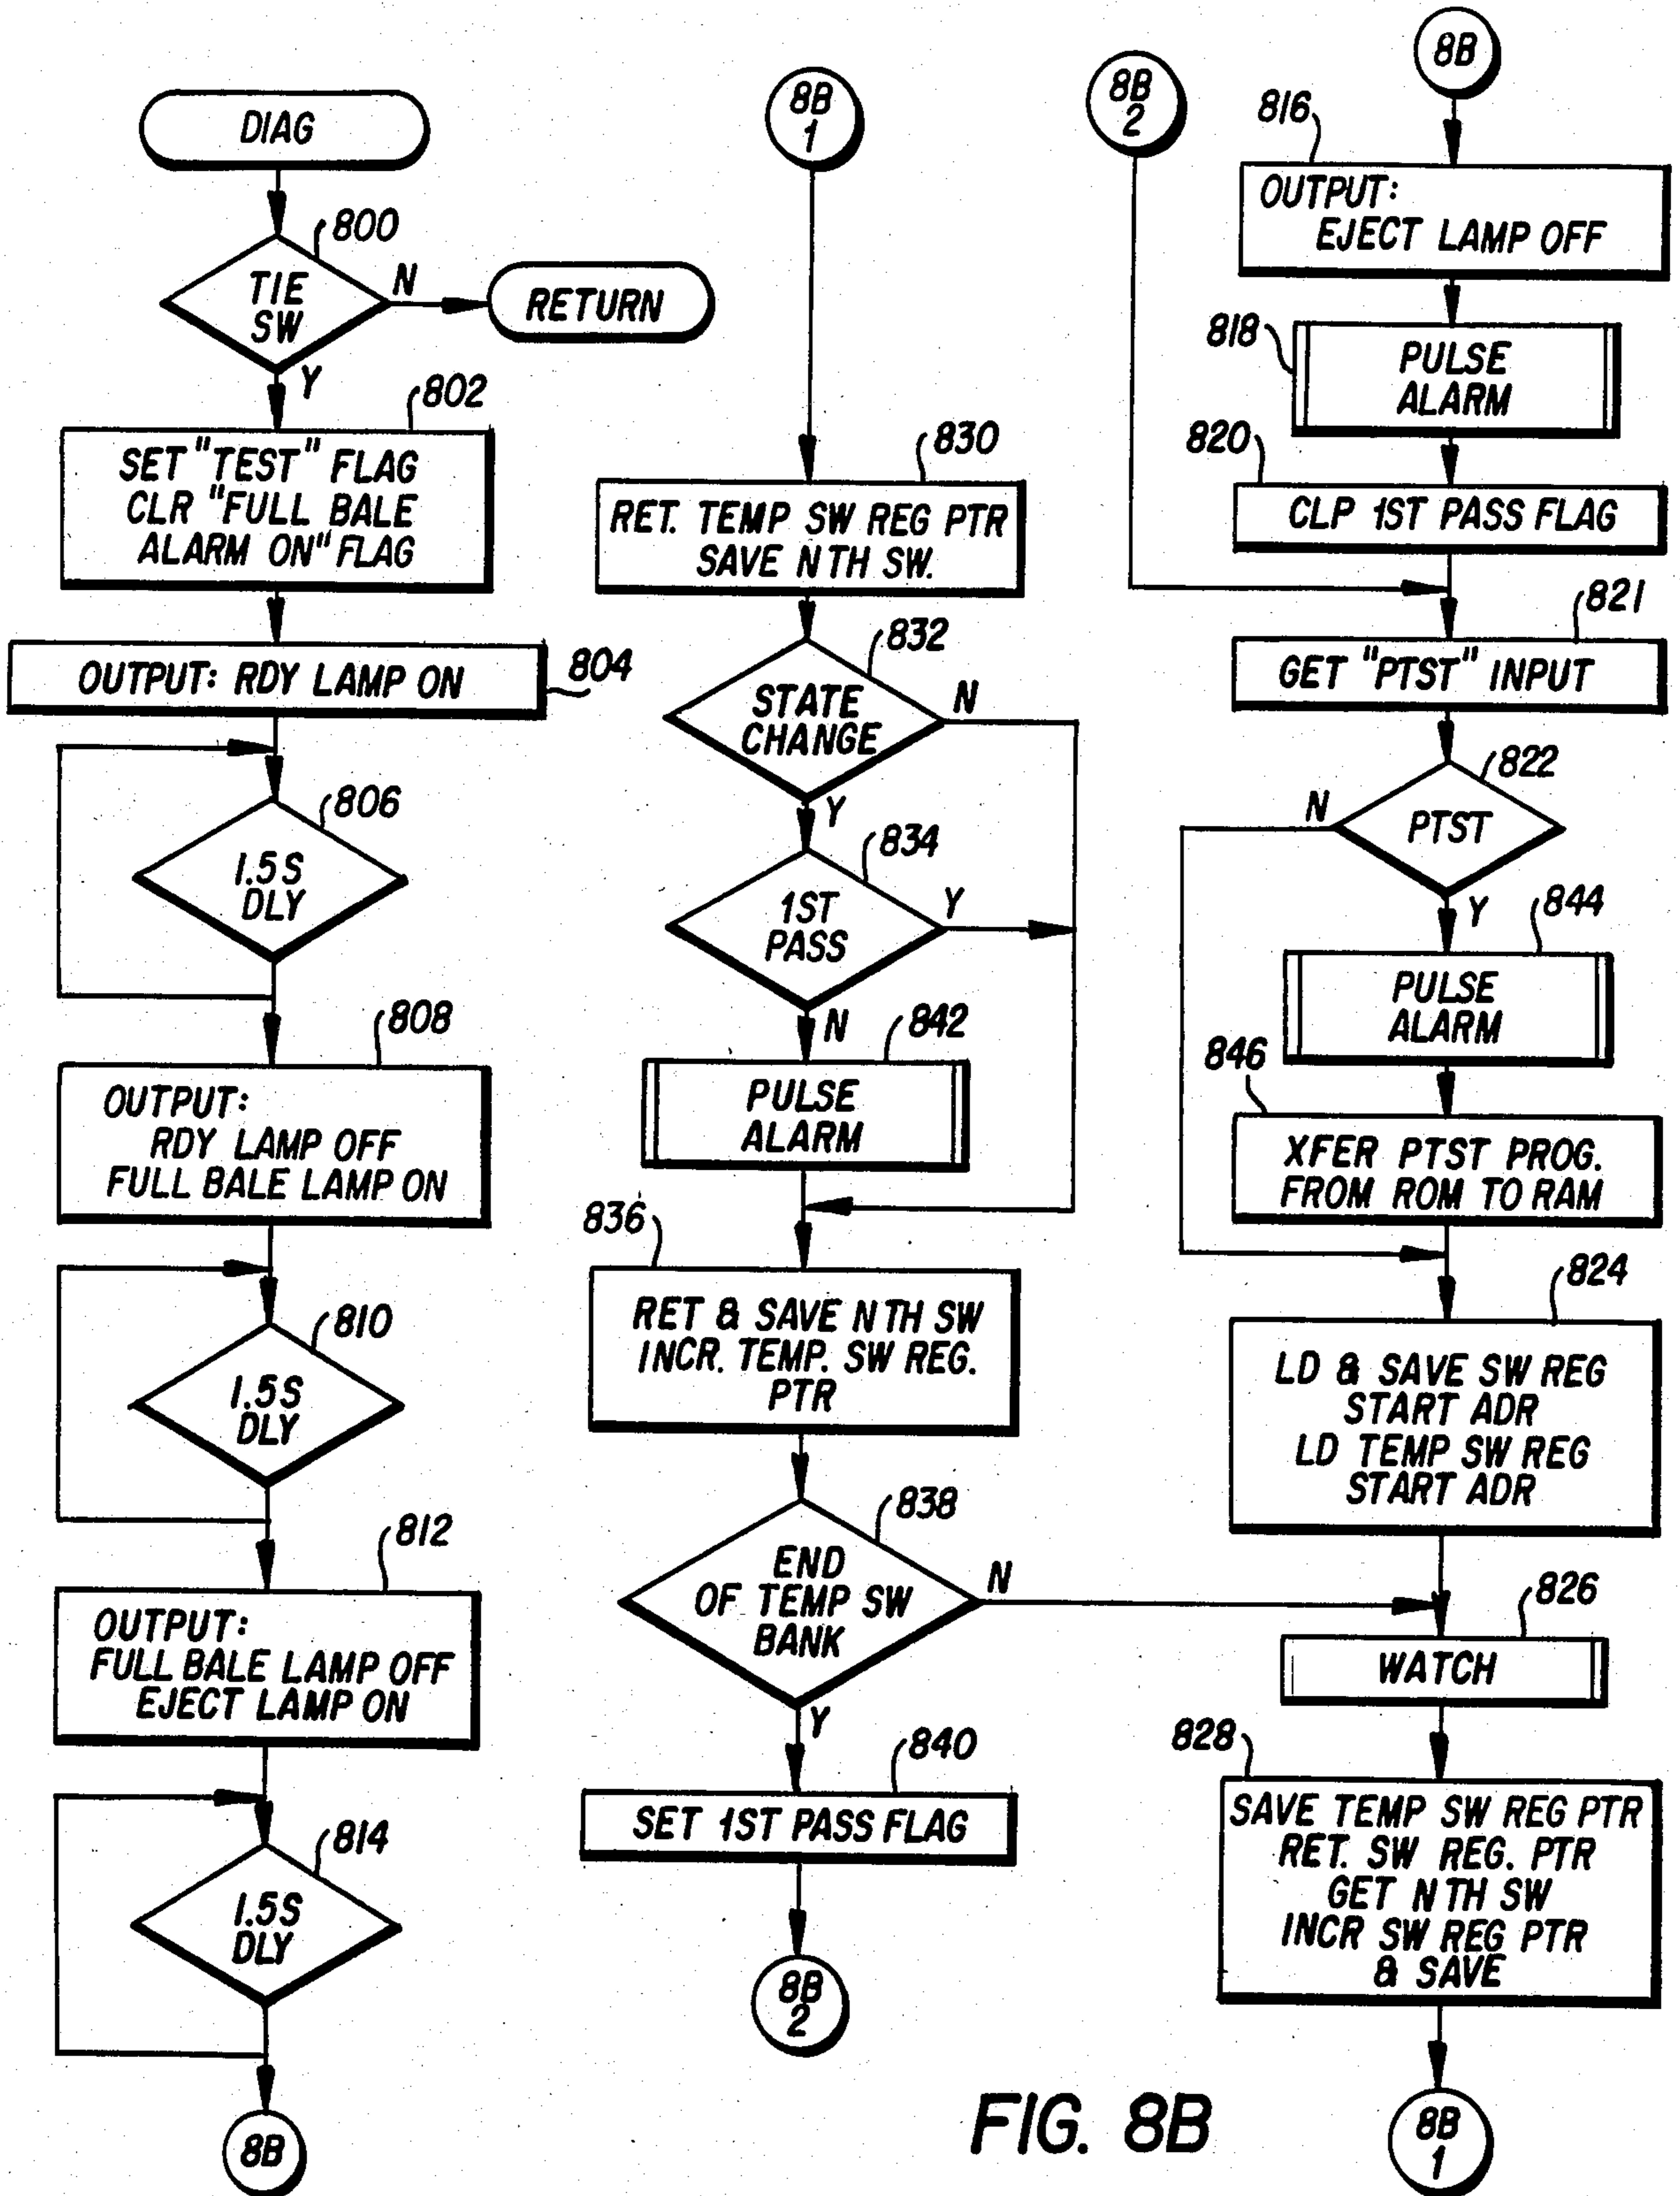 DIAG
800
TIE
SW
N
RETURN
Y
802
SET "TEST" FLAG
CLR "FULL BALE
ALARM ON" FLAG
OUTPUT: RDY LAMP ON
804
806
1.5S
DLY
808
OUTPUT:
RDY LAMP OFF
FULL BALE LAMP ON
810
1.5S
DLY
812
OUTPUT:
FULL BALE LAMP OFF
EJECT LAMP ON
814
1.5S
DLY
8B
8B
1
830
RET. TEMP SW REG PTR
SAVE N TH SW.
832
STATE
CHANGE
N
Y
834
1ST
PASS
Y
N
842
PULSE
ALARM
836
RET & SAVE N TH SW
INCR. TEMP. SW REG.
PTR
838
END
OF TEMP SW
BANK
N
Y
840
SET 1ST PASS FLAG
8B
2
8B
2
8B
816
OUTPUT:
EJECT LAMP OFF
818
PULSE
ALARM
820
CLP 1ST PASS FLAG
821
GET "PTST" INPUT
822
PTST
N
Y
844
PULSE
ALARM
846
XFER PTST PROG.
FROM ROM TO RAM
824
LD & SAVE SW REG
START ADR
LD TEMP SW REG
START ADR
826
WATCH
828
SAVE TEMP SW REG PTR
RET. SW REG. PTR
GET N TH SW
INCR SW REG PTR
& SAVE
8B
1
FIG. 8B